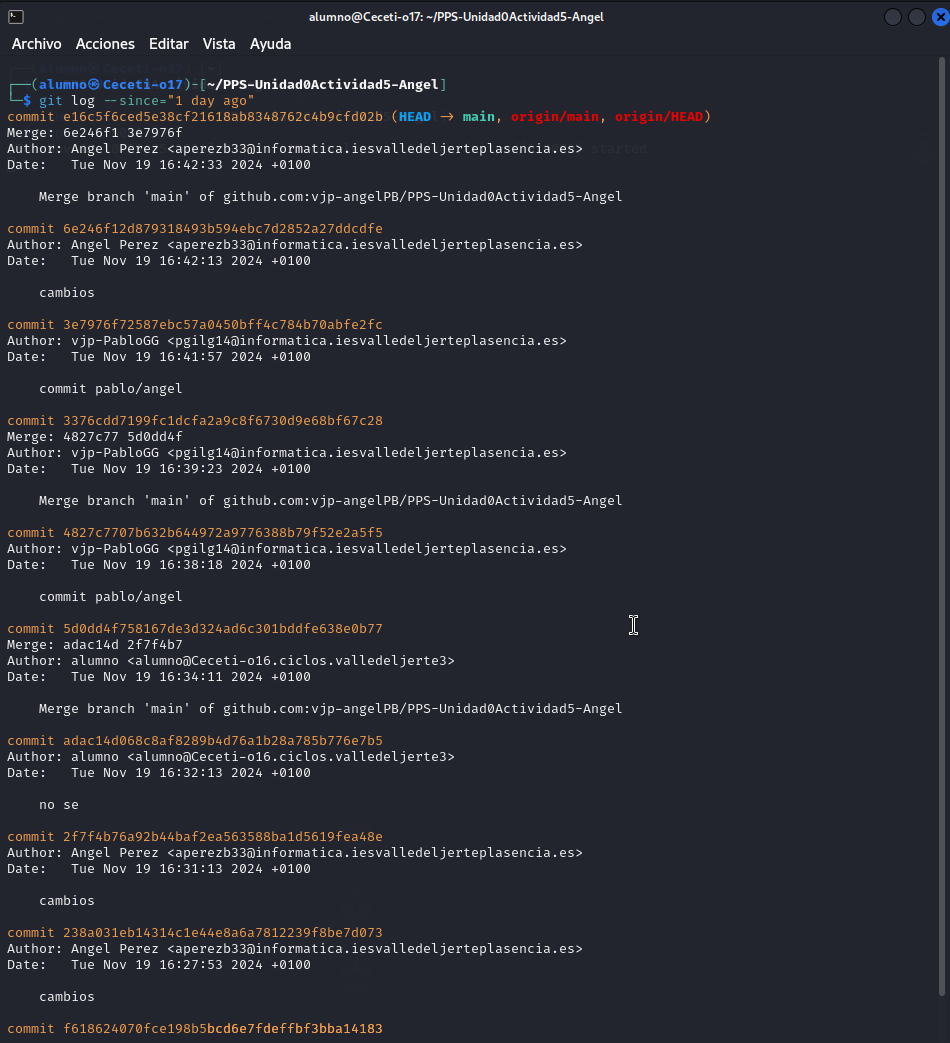 alumno@Ceceti-o17: ~/PPS-Unidad0Actividad5-Angel
Archivo Acciones Editar Vista Ayuda
┌──(alumno㉿Ceceti-o17)-[~/PPS-Unidad0Actividad5-Angel]
└─$ git log --since="1 day ago"
commit e16c5f6ced5e38cf21618ab8348762c4b9cfd02b (HEAD -> main, origin/main, origin/HEAD)
Merge: 6e246f1 3e7976f
Author: Angel Perez <aperezb33@informatica.iesvalledeljerteplasencia.es>
Date:   Tue Nov 19 16:42:33 2024 +0100
    Merge branch 'main' of github.com:vjp-angelPB/PPS-Unidad0Actividad5-Angel
commit 6e246f12d879318493b594ebc7d2852a27ddcdfe
Author: Angel Perez <aperezb33@informatica.iesvalledeljerteplasencia.es>
Date:   Tue Nov 19 16:42:13 2024 +0100
    cambios
commit 3e7976f72587ebc57a0450bff4c784b70abfe2fc
Author: vjp-PabloGG <pgilg14@informatica.iesvalledeljerteplasencia.es>
Date:   Tue Nov 19 16:41:57 2024 +0100
    commit pablo/angel
commit 3376cdd7199fc1dcfa2a9c8f6730d9e68bf67c28
Merge: 4827c77 5d0dd4f
Author: vjp-PabloGG <pgilg14@informatica.iesvalledeljerteplasencia.es>
Date:   Tue Nov 19 16:39:23 2024 +0100
    Merge branch 'main' of github.com:vjp-angelPB/PPS-Unidad0Actividad5-Angel
commit 4827c7707b632b644972a9776388b79f52e2a5f5
Author: vjp-PabloGG <pgilg14@informatica.iesvalledeljerteplasencia.es>
Date:   Tue Nov 19 16:38:18 2024 +0100
    commit pablo/angel
commit 5d0dd4f758167de3d324ad6c301bddfe638e0b77
Merge: adac14d 2f7f4b7
Author: alumno <alumno@Ceceti-o16.ciclos.valledeljerte3>
Date:   Tue Nov 19 16:34:11 2024 +0100
    Merge branch 'main' of github.com:vjp-angelPB/PPS-Unidad0Actividad5-Angel
commit adac14d068c8af8289b4d76a1b28a785b776e7b5
Author: alumno <alumno@Ceceti-o16.ciclos.valledeljerte3>
Date:   Tue Nov 19 16:32:13 2024 +0100
    no se
commit 2f7f4b76a92b44baf2ea563588ba1d5619fea48e
Author: Angel Perez <aperezb33@informatica.iesvalledeljerteplasencia.es>
Date:   Tue Nov 19 16:31:13 2024 +0100
    cambios
commit 238a031eb14314c1e44e8a6a7812239f8be7d073
Author: Angel Perez <aperezb33@informatica.iesvalledeljerteplasencia.es>
Date:   Tue Nov 19 16:27:53 2024 +0100
    cambios
commit f618624070fce198b5bcd6e7fdeffbf3bba14183